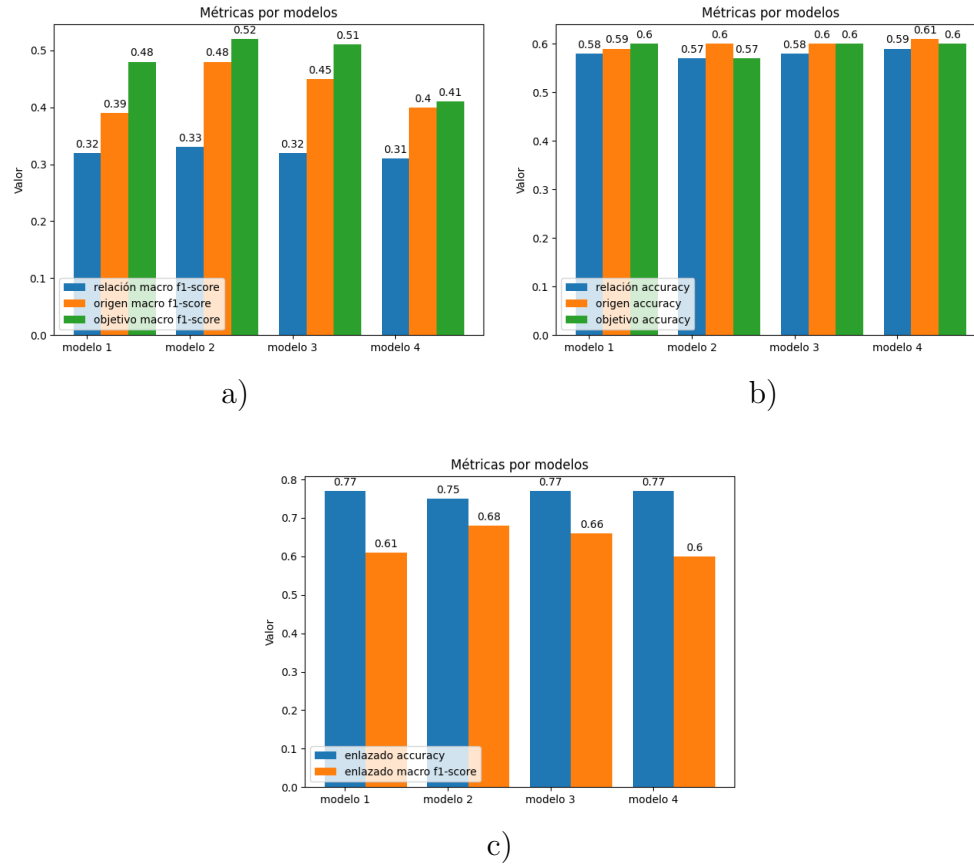 Métricas por modelos
Valor
0.5
0.4
0.3
0.2
0.1
0.0
0.32
0.39
0.48
0.33
0.48
0.52
0.32
0.45
0.51
0.31
0.4
0.41
relación macro f1-score
origen macro f1-score
objetivo macro f1-score
modelo 1
modelo 2
modelo 3
modelo 4
a)
Métricas por modelos
Valor
0.6
0.5
0.4
0.3
0.2
0.1
0.0
0.58
0.59
0.6
0.57
0.6
0.57
0.58
0.6
0.6
0.59
0.61
0.6
relación accuracy
origen accuracy
objetivo accuracy
modelo 1
modelo 2
modelo 3
modelo 4
b)
Métricas por modelos
Valor
0.8
0.7
0.6
0.5
0.4
0.3
0.2
0.1
0.0
0.77
0.61
0.75
0.68
0.77
0.66
0.77
0.6
enlazado accuracy
enlazado macro f1-score
modelo 1
modelo 2
modelo 3
modelo 4
c)